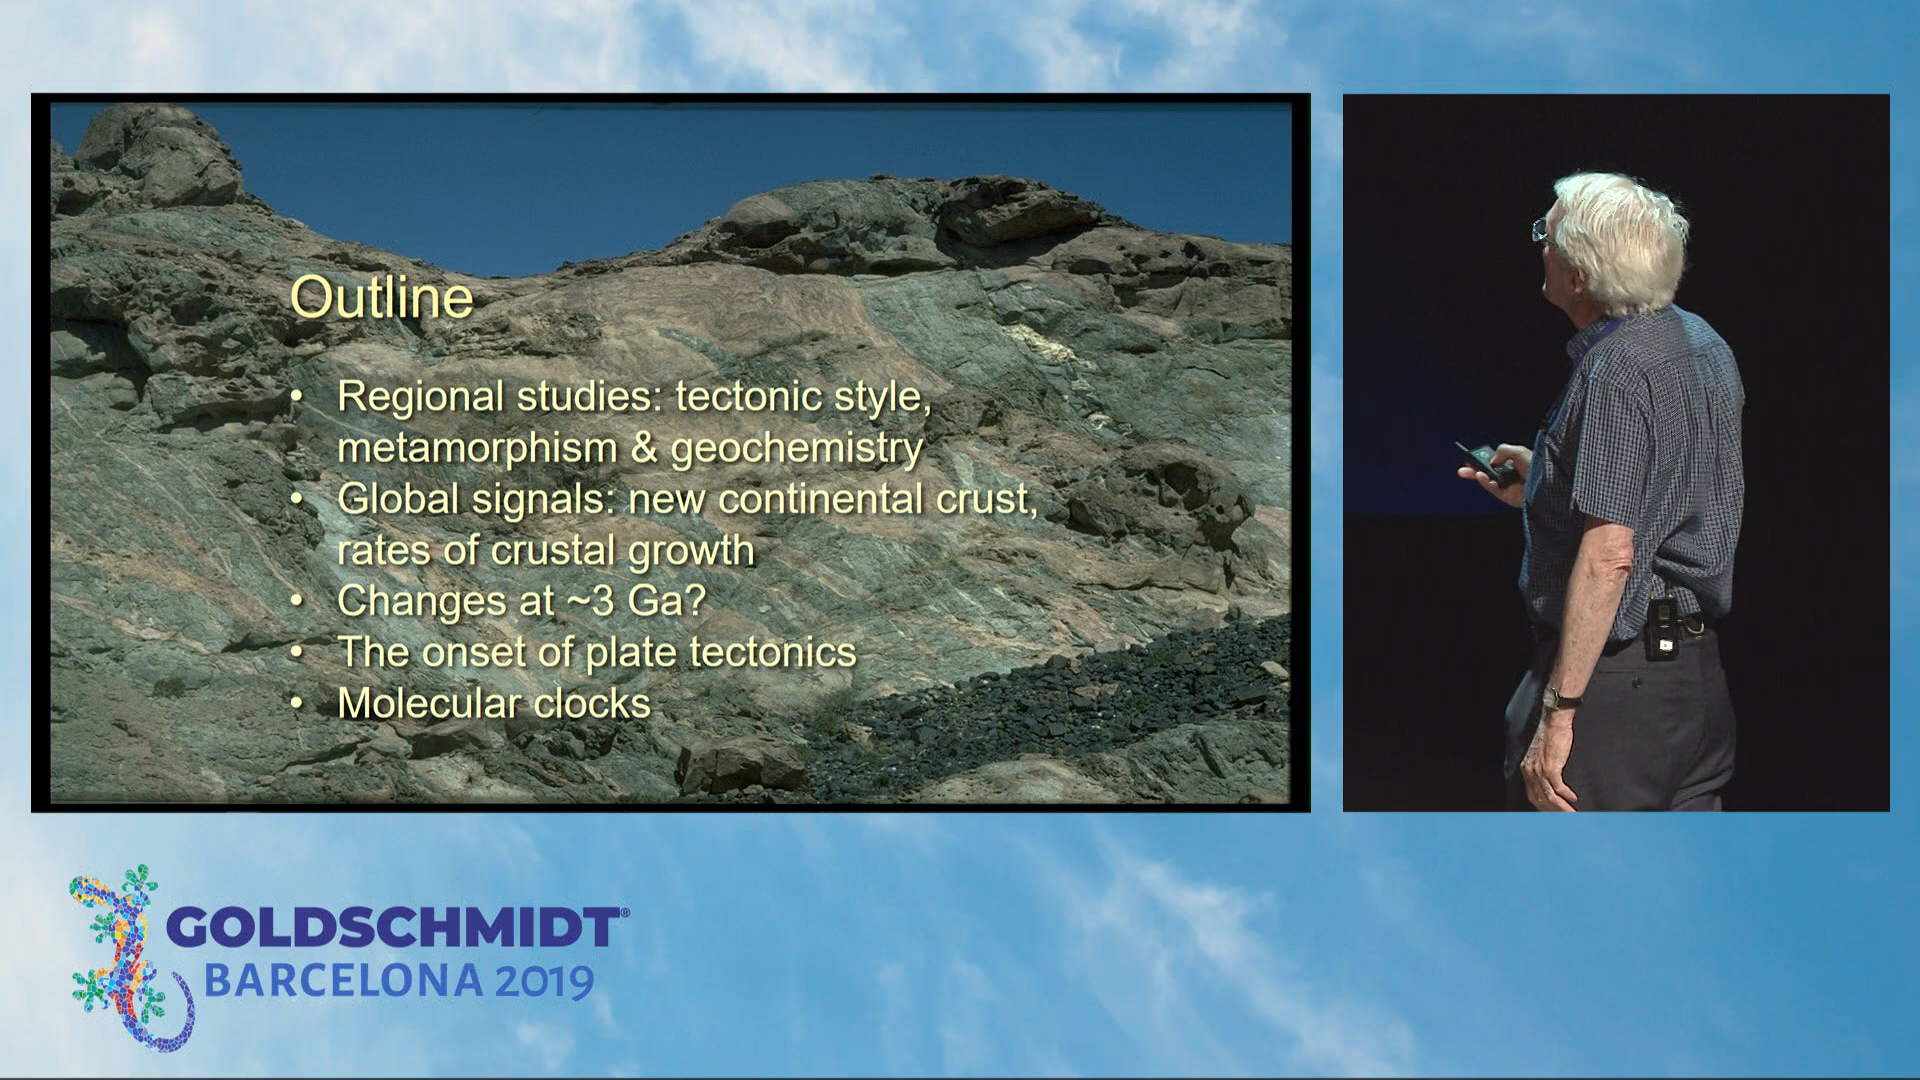 Outline
• Regional studies: tectonic style,
metamorphism & geochemistry
• Global signals: new continental crust,
rates of crustal growth
• Changes at ~3 Ga?
• The onset of plate tectonics
• Molecular clocks
GOLDSCHMIDT®
BARCELONA 2019